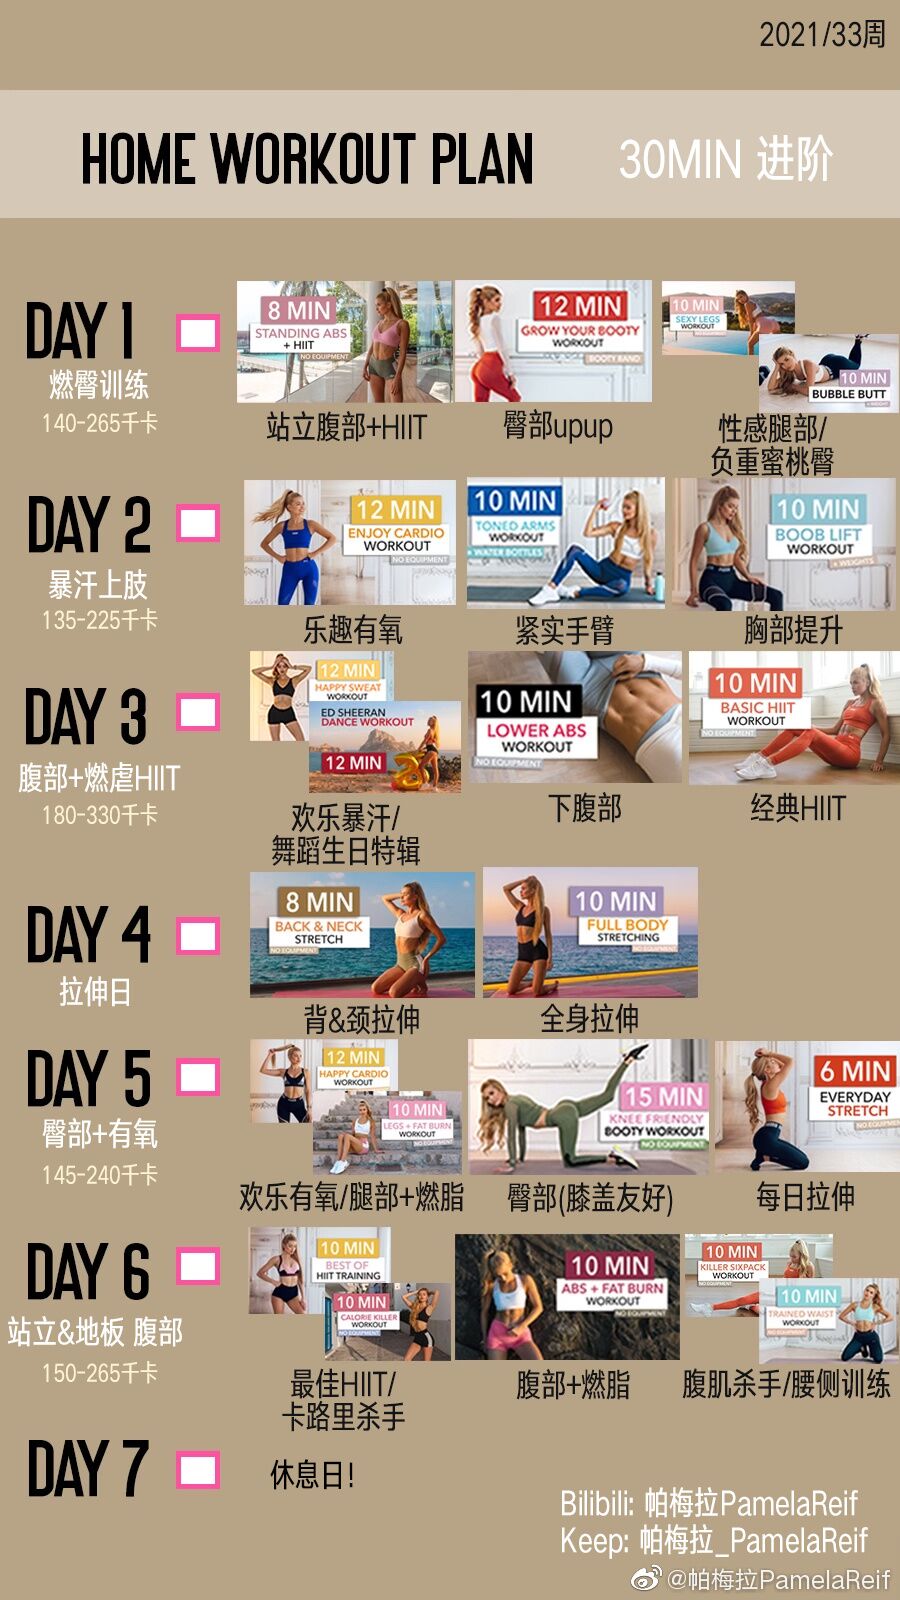 2021/33周
HOME WORKOUT PLAN
30MIN 进阶
DAY 1
燃臀训练
140-265千卡
8 MIN
STANDING ABS
+ HIIT
NO EQUIPMENT
站立腹部+HIIT
12 MIN
GROW YOUR BOOTY
WORKOUT
BOOTY BAND
臀部upup
10 MIN
SEXY LEGS
WORKOUT
10 MIN
BUBBLE BUTT
性感腿部/
负重蜜桃臀
DAY 2
暴汗上肢
135-225千卡
12 MIN
ENJOY CARDIO
WORKOUT
NO EQUIPMENT
乐趣有氧
10 MIN
TONED ARMS
WORKOUT
+ WATER BOTTLES
紧实手臂
10 MIN
BOOB LIFT
WORKOUT
+ WEIGHTS
胸部提升
DAY 3
腹部+燃虐HIIT
180-330千卡
12 MIN
HAPPY SWEAT
WORKOUT
ED SHEERAN
DANCE WORKOUT
12 MIN
欢乐暴汗/
舞蹈生日特辑
10 MIN
LOWER ABS
WORKOUT
NO EQUIPMENT
下腹部
10 MIN
BASIC HIIT
WORKOUT
NO EQUIPMENT
经典HIIT
DAY 4
拉伸日
8 MIN
BACK & NECK
STRETCH
NO EQUIPMENT
背&颈拉伸
10 MIN
FULL BODY
STRETCHING
NO EQUIPMENT
全身拉伸
DAY 5
臀部+有氧
145-240千卡
12 MIN
HAPPY CARDIO
WORKOUT
10 MIN
LEGS + FAT BURN
WORKOUT
NO EQUIPMENT
欢乐有氧/腿部+燃脂
15 MIN
KNEE FRIENDLY
BOOTY WORKOUT
NO EQUIPMENT
臀部(膝盖友好)
6 MIN
EVERYDAY
STRETCH
NO EQUIPMENT
每日拉伸
DAY 6
站立&地板 腹部
150-265千卡
10 MIN
BEST OF
HIIT TRAINING
10 MIN
CALORIE KILLER
WORKOUT
NO EQUIPMENT
最佳HIIT/
卡路里杀手
10 MIN
ABS + FAT BURN
WORKOUT
NO EQUIPMENT
腹部+燃脂
10 MIN
KILLER SIXPACK
WORKOUT
NO EQUIPMENT
10 MIN
TRAINED WAIST
WORKOUT
NO EQUIPMENT
腹肌杀手/腰侧训练
DAY 7
休息日!
Bilibili: 帕梅拉PamelaReif
Keep: 帕梅拉_PamelaReif
@帕梅拉PamelaReif